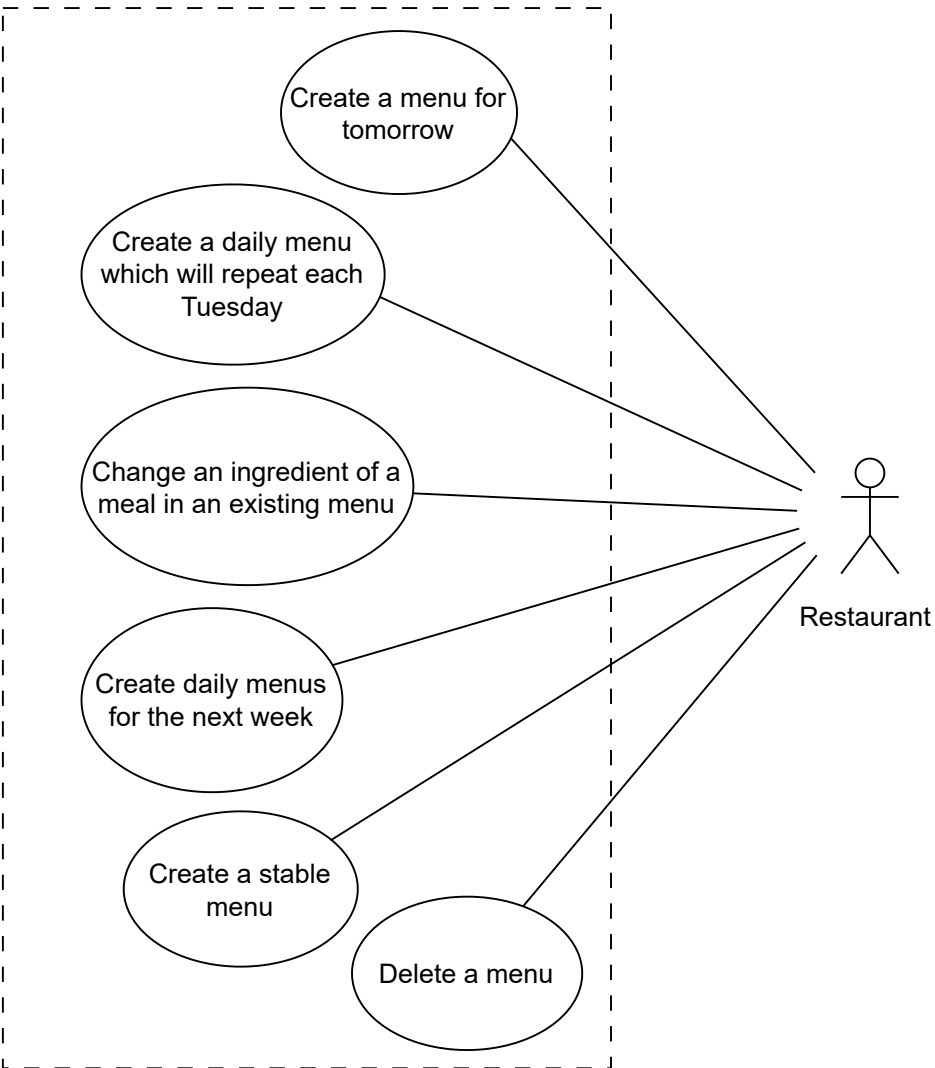 Create a menu for
tomorrow
Create a daily menu
which will repeat each
Tuesday
Change an ingredient of a
meal in an existing menu
Restaurant
Create daily menus
for the next week
Create a stable
menu
Delete a menu